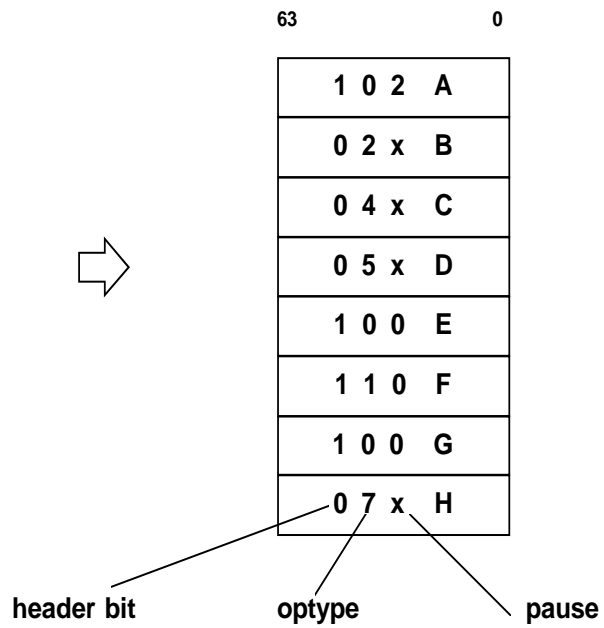 63 0
1 0 2 A
0 2 x B
0 4 x C
0 5 x D
1 0 0 E
1 1 0 F
1 0 0 G
0 7 x H
header bit optype pause